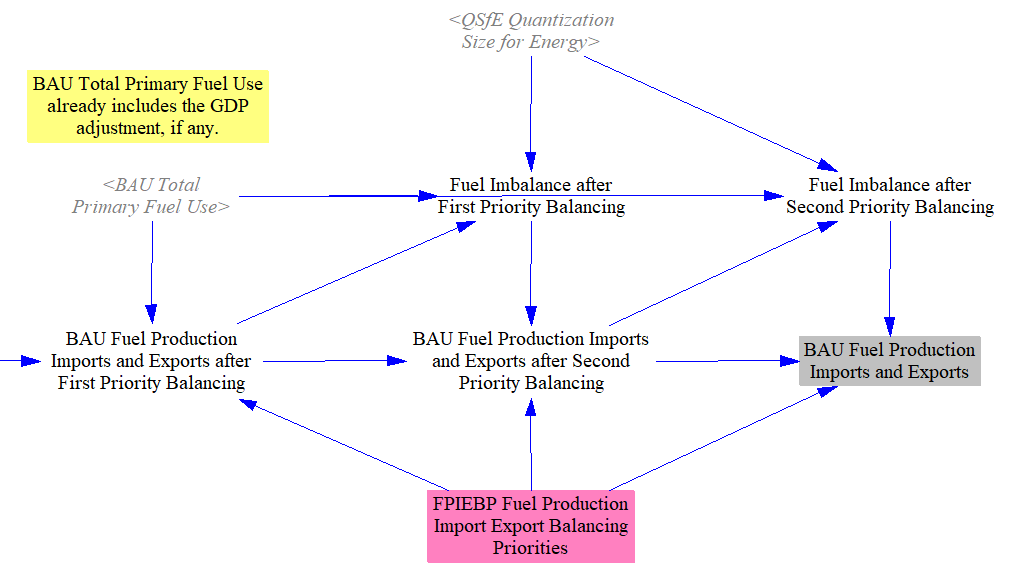 <QSfE Quantization
Size for Energy>
BAU Total Primary Fuel Use
already includes the GDP
adjustment, if any.
<BAU Total
Primary Fuel Use>
Fuel Imbalance after
First Priority Balancing
Fuel Imbalance after
Second Priority Balancing
BAU Fuel Production
Imports and Exports after
First Priority Balancing
BAU Fuel Production Imports
and Exports after Second
Priority Balancing
BAU Fuel Production
Imports and Exports
FPIEBP Fuel Production
Import Export Balancing
Priorities